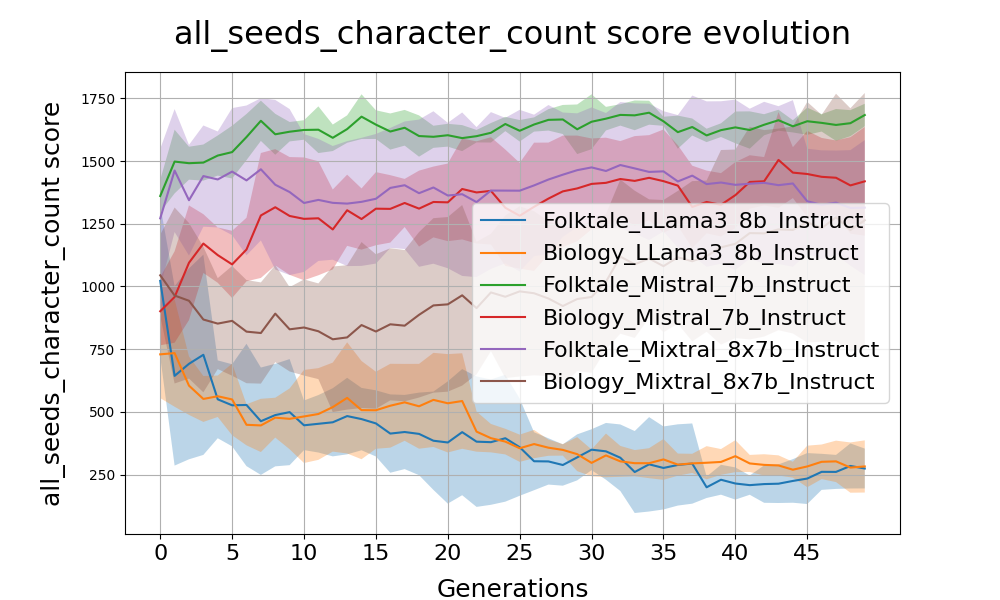 all_seeds_character_count score evolution
all_seeds_character_count score
1750
1500
1250
1000
750
500
250
Folktale_LLama3_8b_Instruct
Biology_LLama3_8b_Instruct
Folktale_Mistral_7b_Instruct
Biology_Mistral_7b_Instruct
Folktale_Mixtral_8x7b_Instruct
Biology_Mixtral_8x7b_Instruct
0 5 10 15 20 25 30 35 40 45
Generations